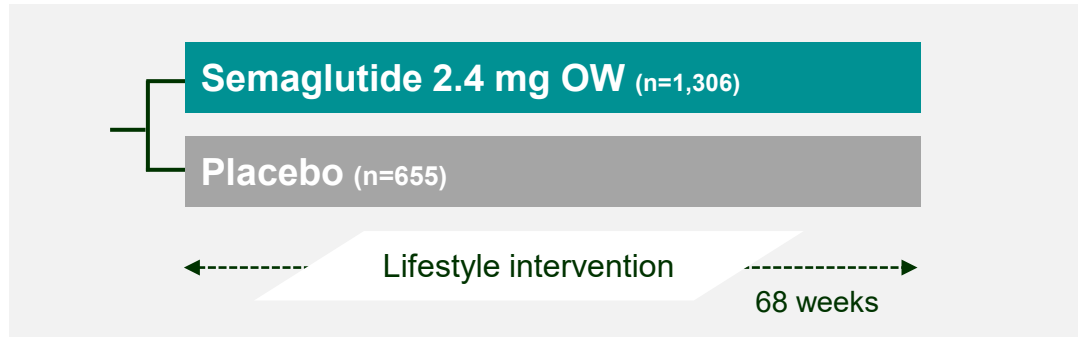 Semaglutide 2.4 mg OW (n=1,306)
Placebo (n=655)
Lifestyle intervention
68 weeks